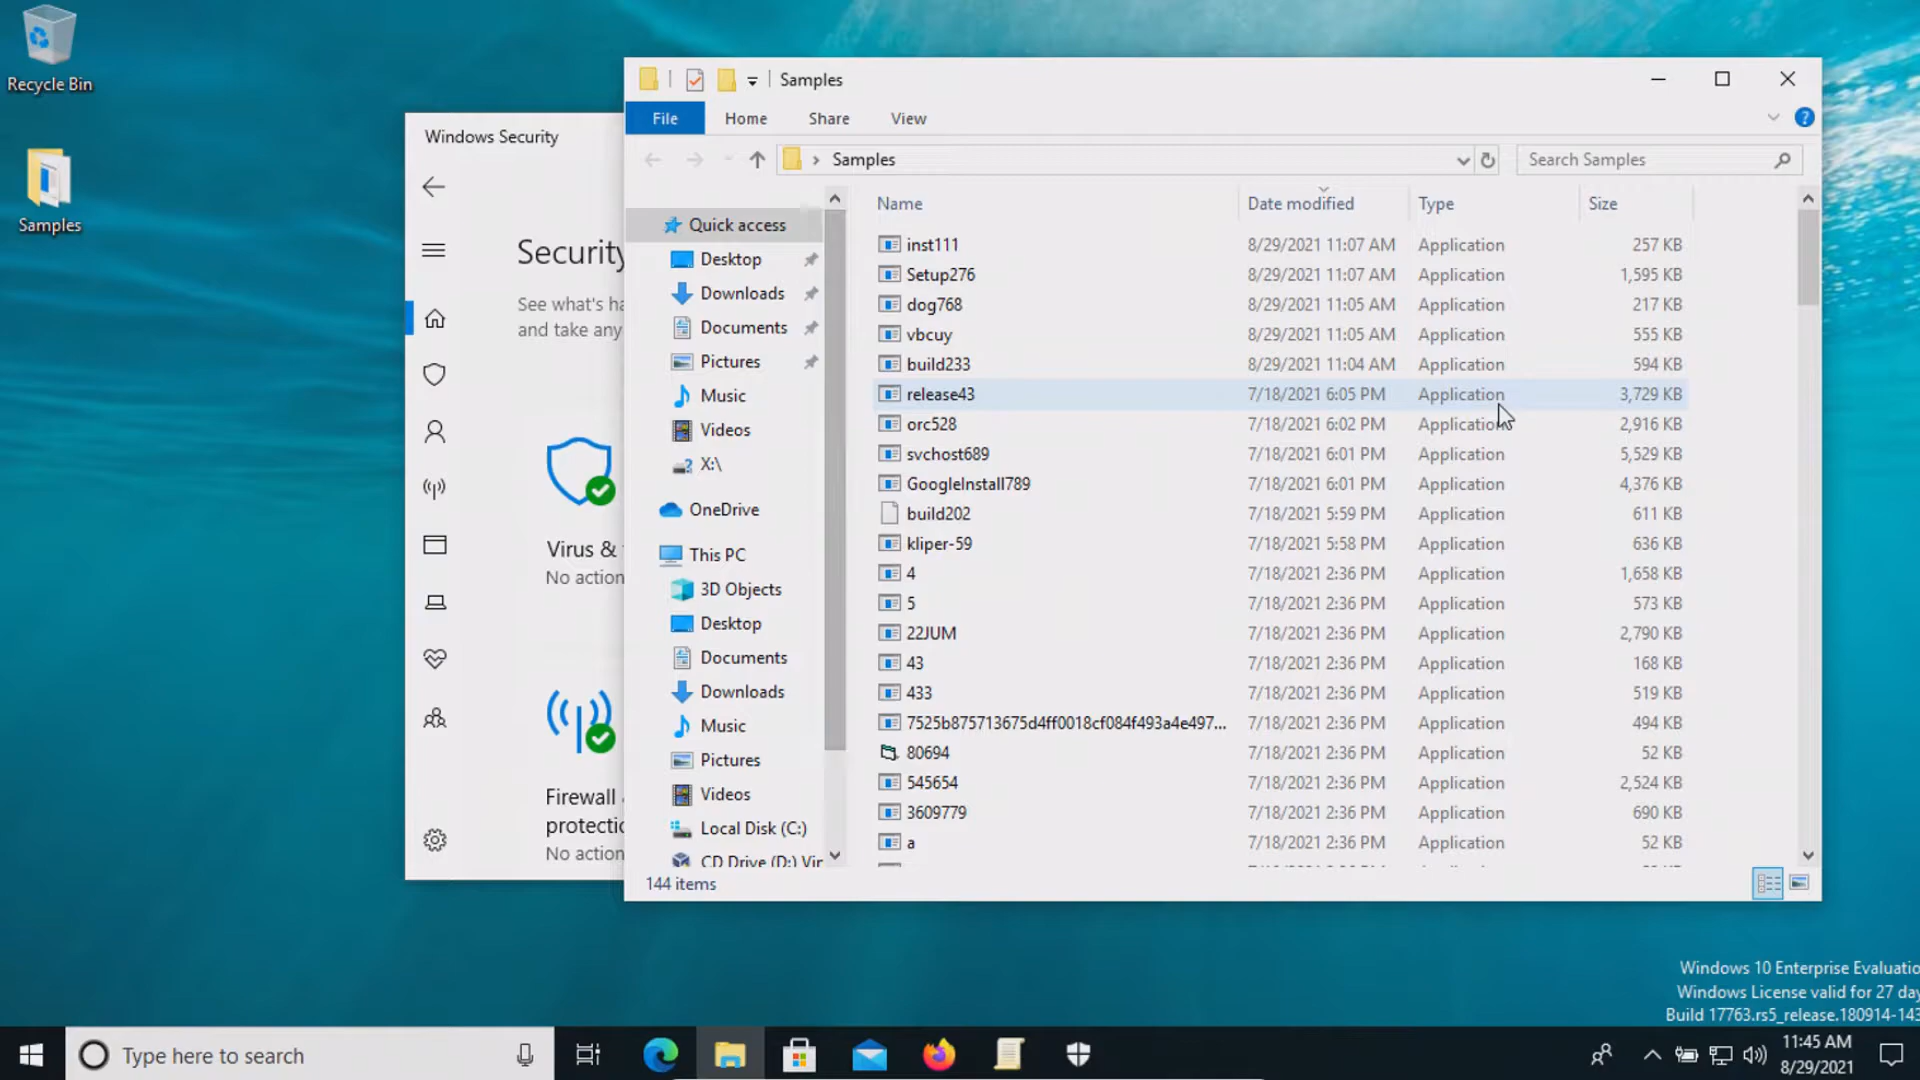 Recycle Bin
Samples
Windows Security
Security
See what's ha
and take any
Virus &
No action
Firewall
protectio
No action
Samples
File Home Share View
Samples
Search Samples
Quick access
Desktop
Downloads
Documents
Pictures
Music
Videos
X:\
OneDrive
This PC
3D Objects
Desktop
Documents
Downloads
Music
Pictures
Videos
Local Disk (C:)
CD Drive (D:) Vir
Name Date modified Type Size
inst111 8/29/2021 11:07 AM Application 257 KB
Setup276 8/29/2021 11:07 AM Application 1,595 KB
dog768 8/29/2021 11:05 AM Application 217 KB
vbcuy 8/29/2021 11:05 AM Application 555 KB
build233 8/29/2021 11:04 AM Application 594 KB
release43 7/18/2021 6:05 PM Application 3,729 KB
orc528 7/18/2021 6:02 PM Application 2,916 KB
svchost689 7/18/2021 6:01 PM Application 5,529 KB
GoogleInstall789 7/18/2021 6:01 PM Application 4,376 KB
build202 7/18/2021 5:59 PM Application 611 KB
kliper-59 7/18/2021 5:58 PM Application 636 KB
4 7/18/2021 2:36 PM Application 1,658 KB
5 7/18/2021 2:36 PM Application 573 KB
22JUM 7/18/2021 2:36 PM Application 2,790 KB
43 7/18/2021 2:36 PM Application 168 KB
433 7/18/2021 2:36 PM Application 519 KB
7525b875713675d4ff0018cf084f493a4e497... 7/18/2021 2:36 PM Application 494 KB
80694 7/18/2021 2:36 PM Application 52 KB
545654 7/18/2021 2:36 PM Application 2,524 KB
3609779 7/18/2021 2:36 PM Application 690 KB
a 7/18/2021 2:36 PM Application 52 KB
144 items
Windows 10 Enterprise Evaluatio
Windows License valid for 27 day
Build 17763.rs5_release.180914-143
Type here to search
11:45 AM
8/29/2021